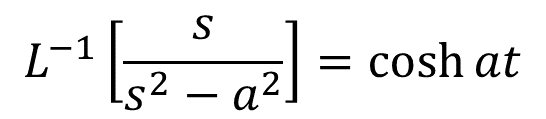 L⁻¹ [s / (s² − a²)] = cosh at